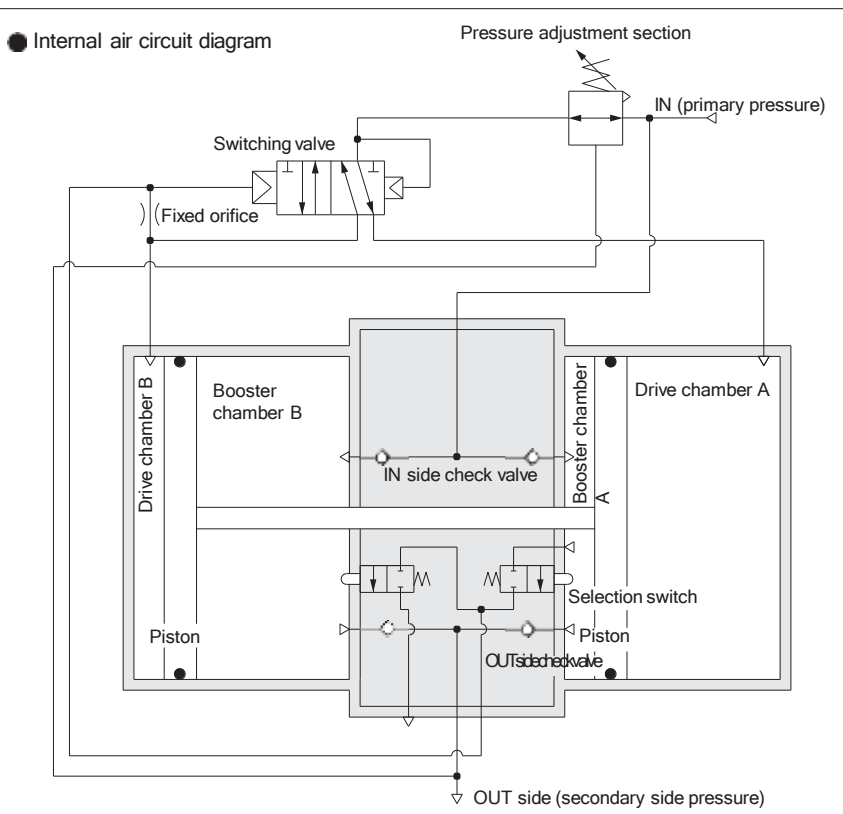 Internal air circuit diagram
Pressure adjustment section
IN (primary pressure)
Switching valve
Fixed orifice
Drive chamber B
Booster
chamber B
Booster chamber
A
Drive chamber A
IN side check valve
Selection switch
Piston
Piston
OUTsidecheckvalve
OUT side (secondary side pressure)